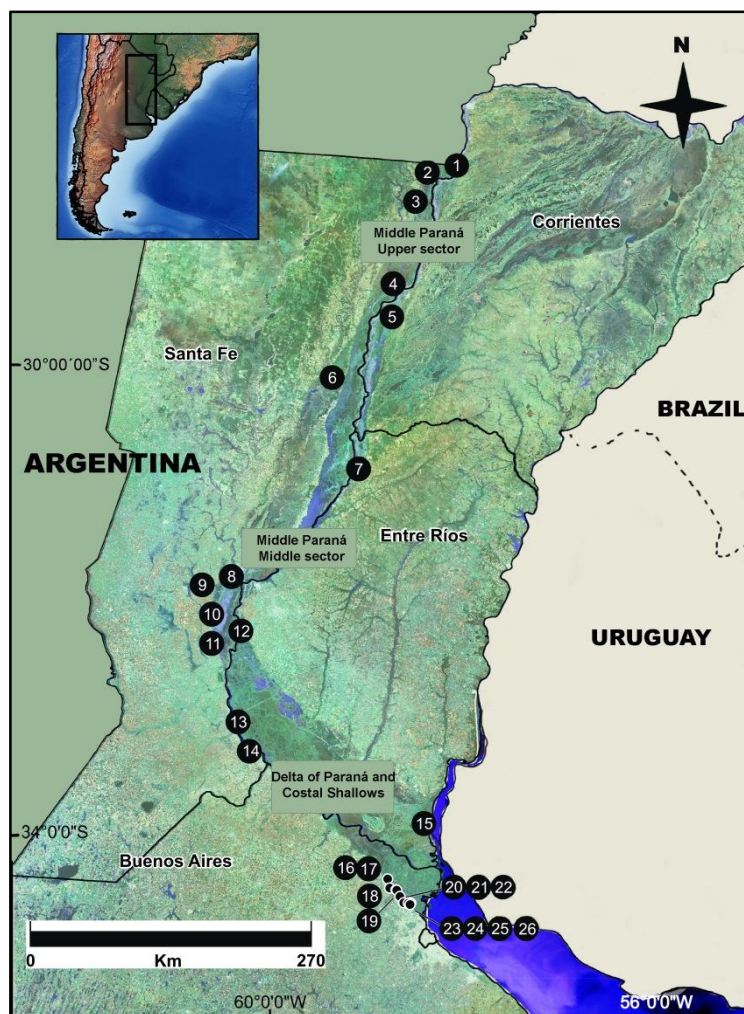 N
1
2
3
Middle Paraná
Upper sector
Corrientes
4
5
Santa Fe
30°00′00"S
6
BRAZIL
ARGENTINA
7
Middle Paraná
Middle sector
Entre Ríos
8
9
10
11
12
URUGUAY
13
14
Delta of Paraná and
Costal Shallows
15
34°0'0"S
Buenos Aires
16 17
18
19
20 21 22
23 24 25 26
0 Km 270
60°0'0"W
56°0'0"W